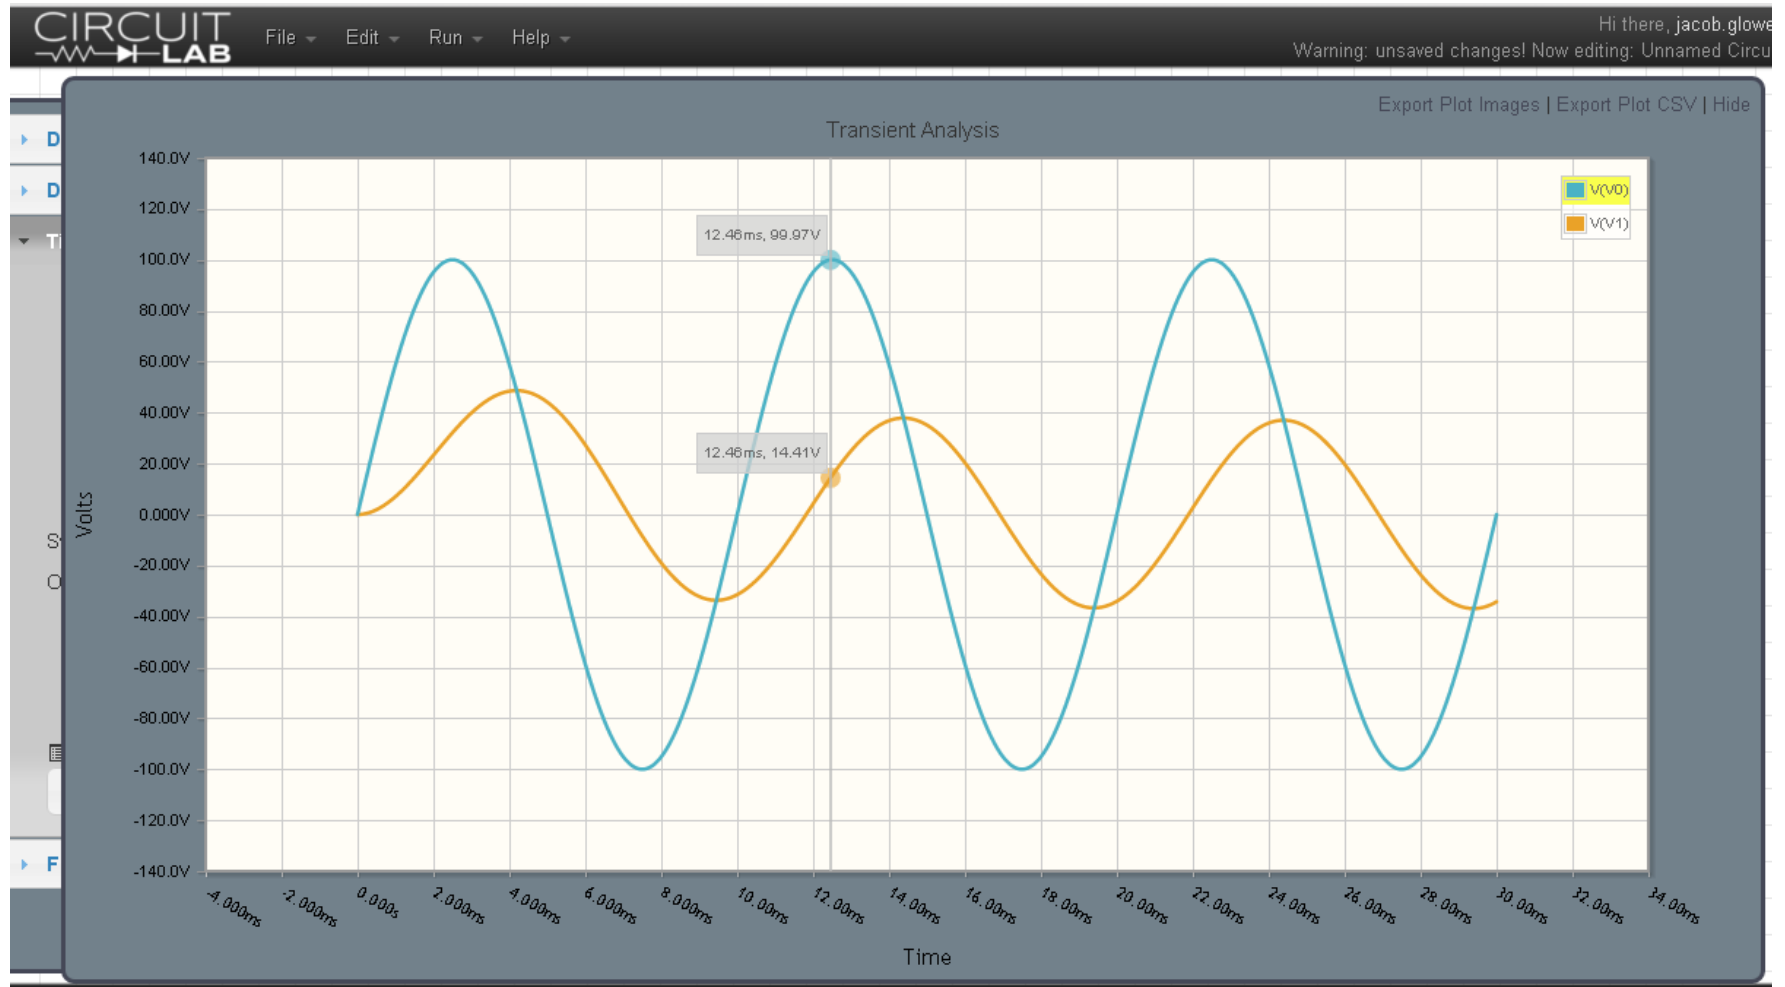 CIRCUIT
LAB
File Edit Run Help
Hi there, jacob.glowe
Warning: unsaved changes! Now editing: Unnamed Circu
Export Plot Images | Export Plot CSV | Hide
Transient Analysis
D
D
Ti
S
O
F
140.0V
120.0V
100.0V
80.00V
60.00V
40.00V
20.00V
0.000V
-20.00V
-40.00V
-60.00V
-80.00V
-100.0V
-120.0V
-140.0V
Volts
V(V0)
V(V1)
12.46ms, 99.97V
12.46ms, 14.41V
-4.000ms -2.000ms 0.000s 2.000ms 4.000ms 6.000ms 8.000ms 10.00ms 12.00ms 14.00ms 16.00ms 18.00ms 20.00ms 22.00ms 24.00ms 26.00ms 28.00ms 30.00ms 32.00ms 34.00ms
Time